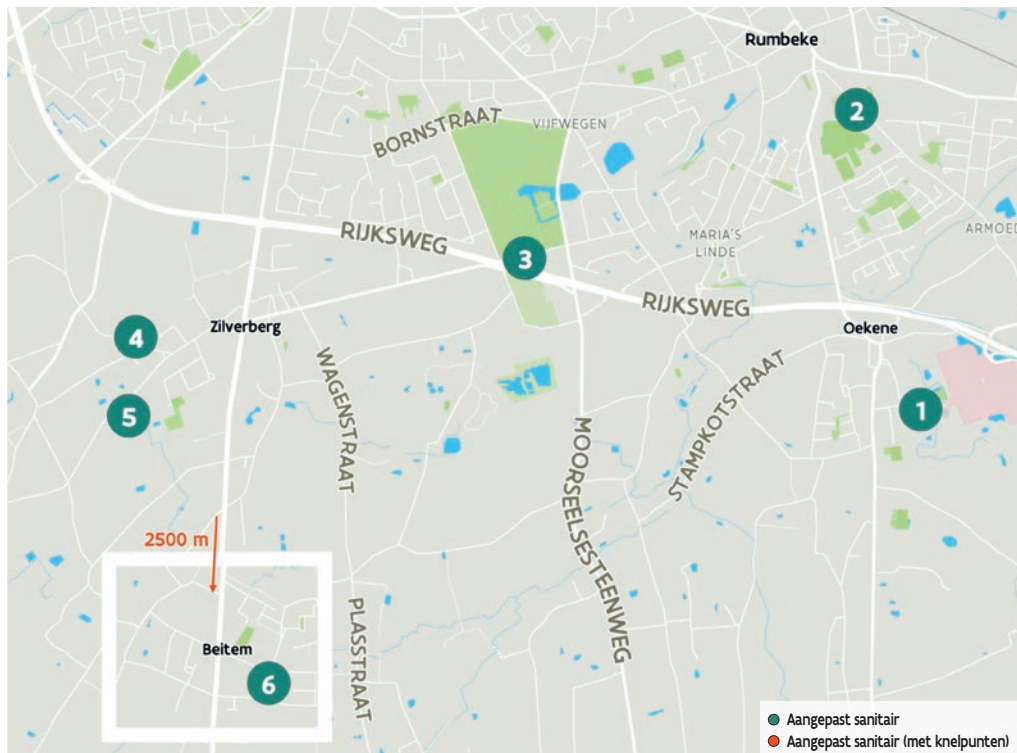 Rumbeke
2
BORNSTRAAT
VIJFWEGEN
RIJKSWEG
3
MARIA'S
LINDE
ARMOED
RIJKSWEG
4
Zilverberg
Oekene
5
WAGENSTRAAT
STAMPKOTSTRAAT
1
MOORSEELSESTEENWEG
2500 m
PLASSTRAAT
Beitem
6
Aangepast sanitair
Aangepast sanitair (met knelpunten)